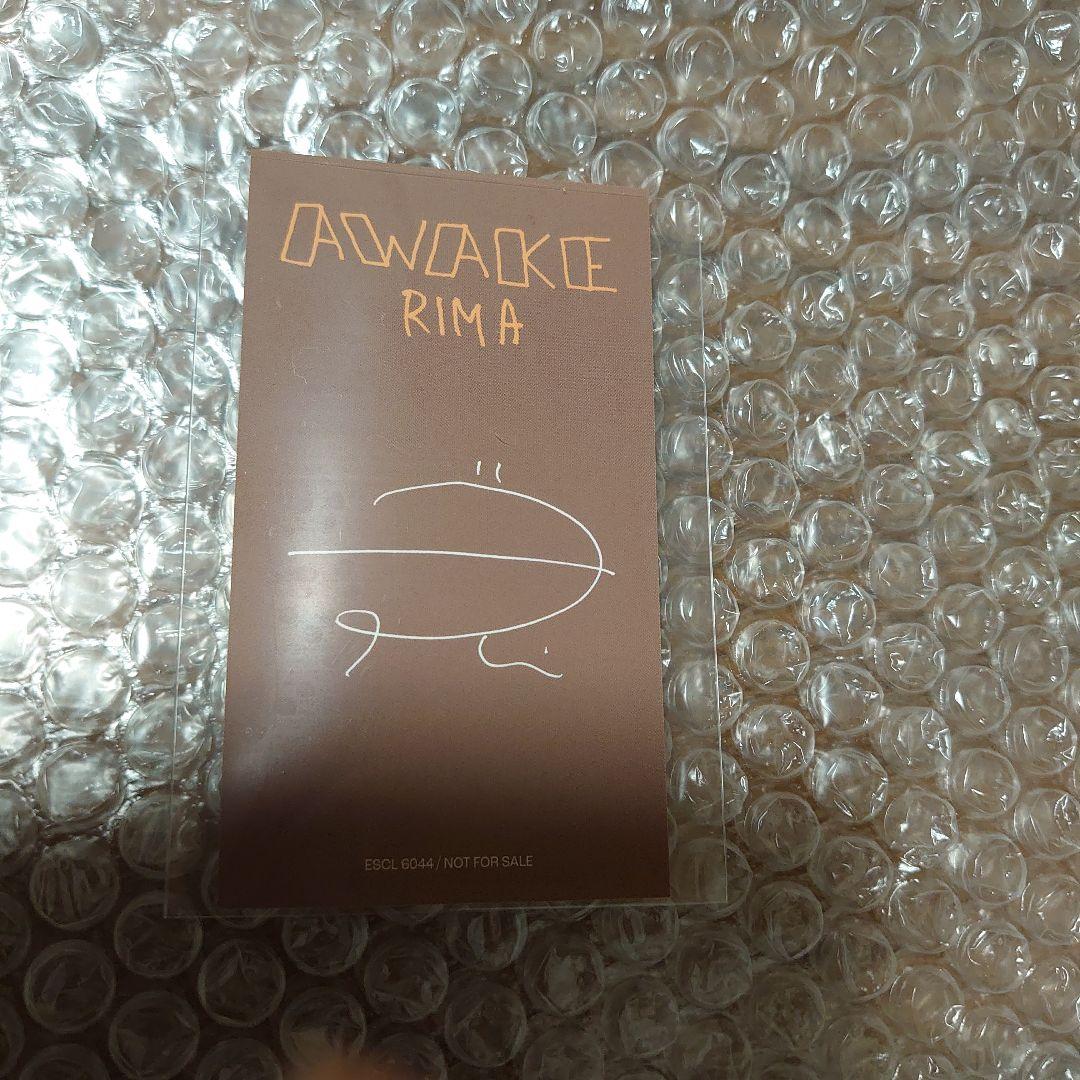 AWAKE
RIMA
ESCL 6044 / NOT FOR SALE